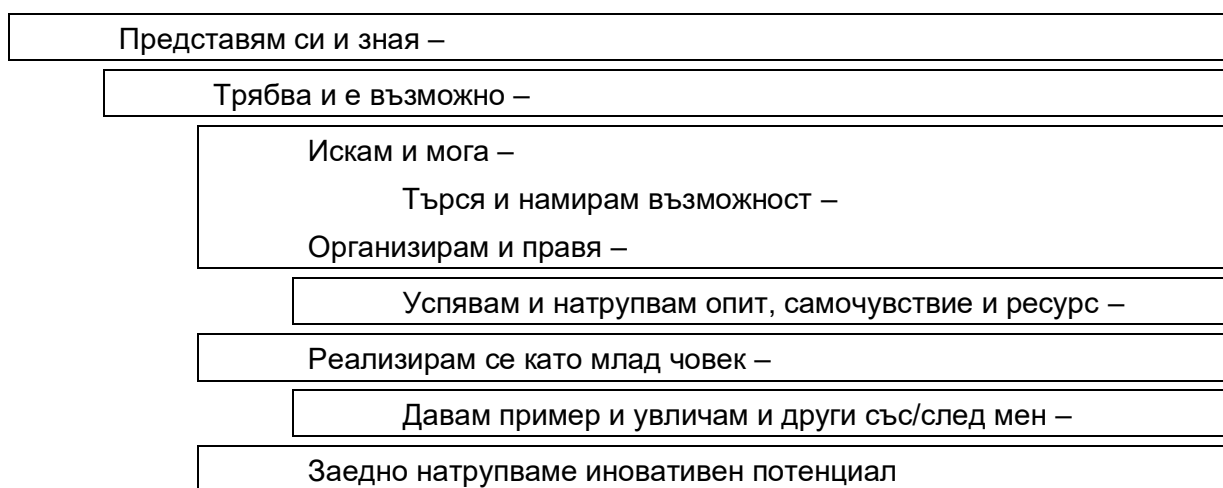 Представям си и зная –
Трябва и е възможно –
Искам и мога –
Търся и намирам възможност –
Организирам и правя –
Успявам и натрупвам опит, самочувствие и ресурс –
Реализирам се като млад човек –
Давам пример и увличам и други със/след мен –
Заедно натрупваме иновативен потенциал